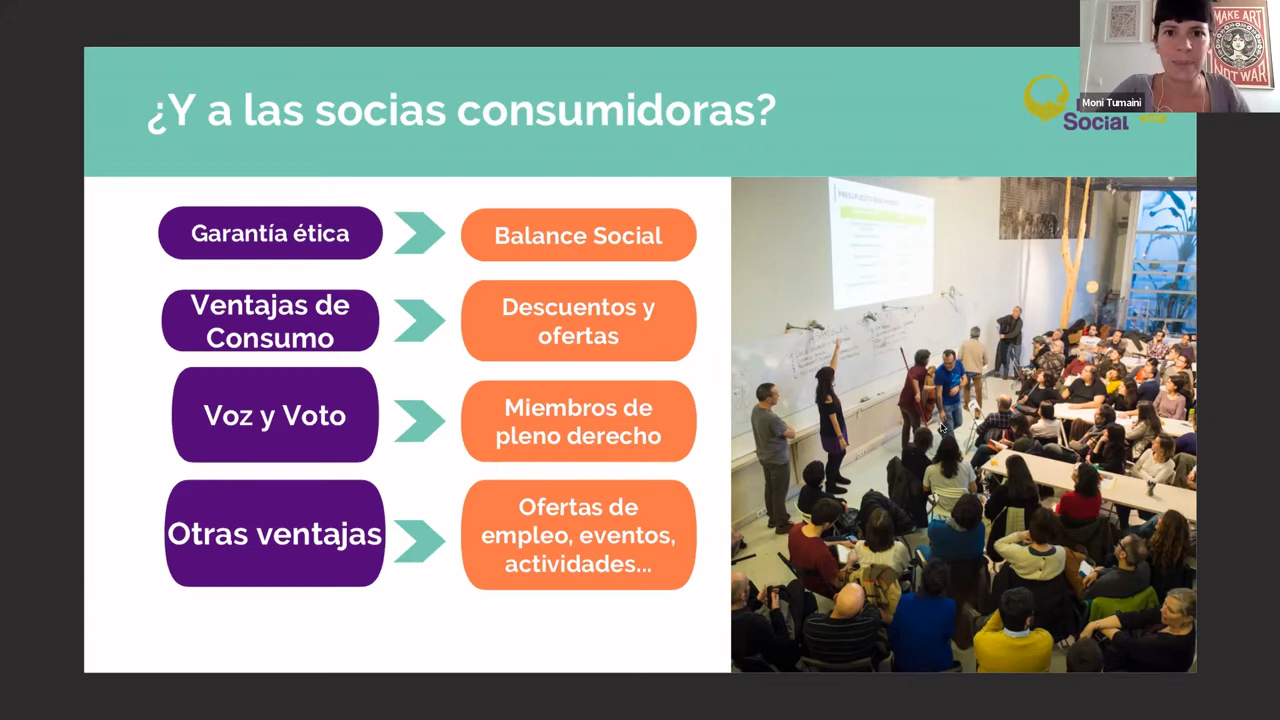 ¿Y a las socias consumidoras?
MAKE ART
NOT WAR
Moni Tumaini
Social
Garantía ética
Balance Social
Ventajas de
Consumo
Descuentos y
ofertas
Voz y Voto
Miembros de
pleno derecho
Otras ventajas
Ofertas de
empleo, eventos,
actividades...